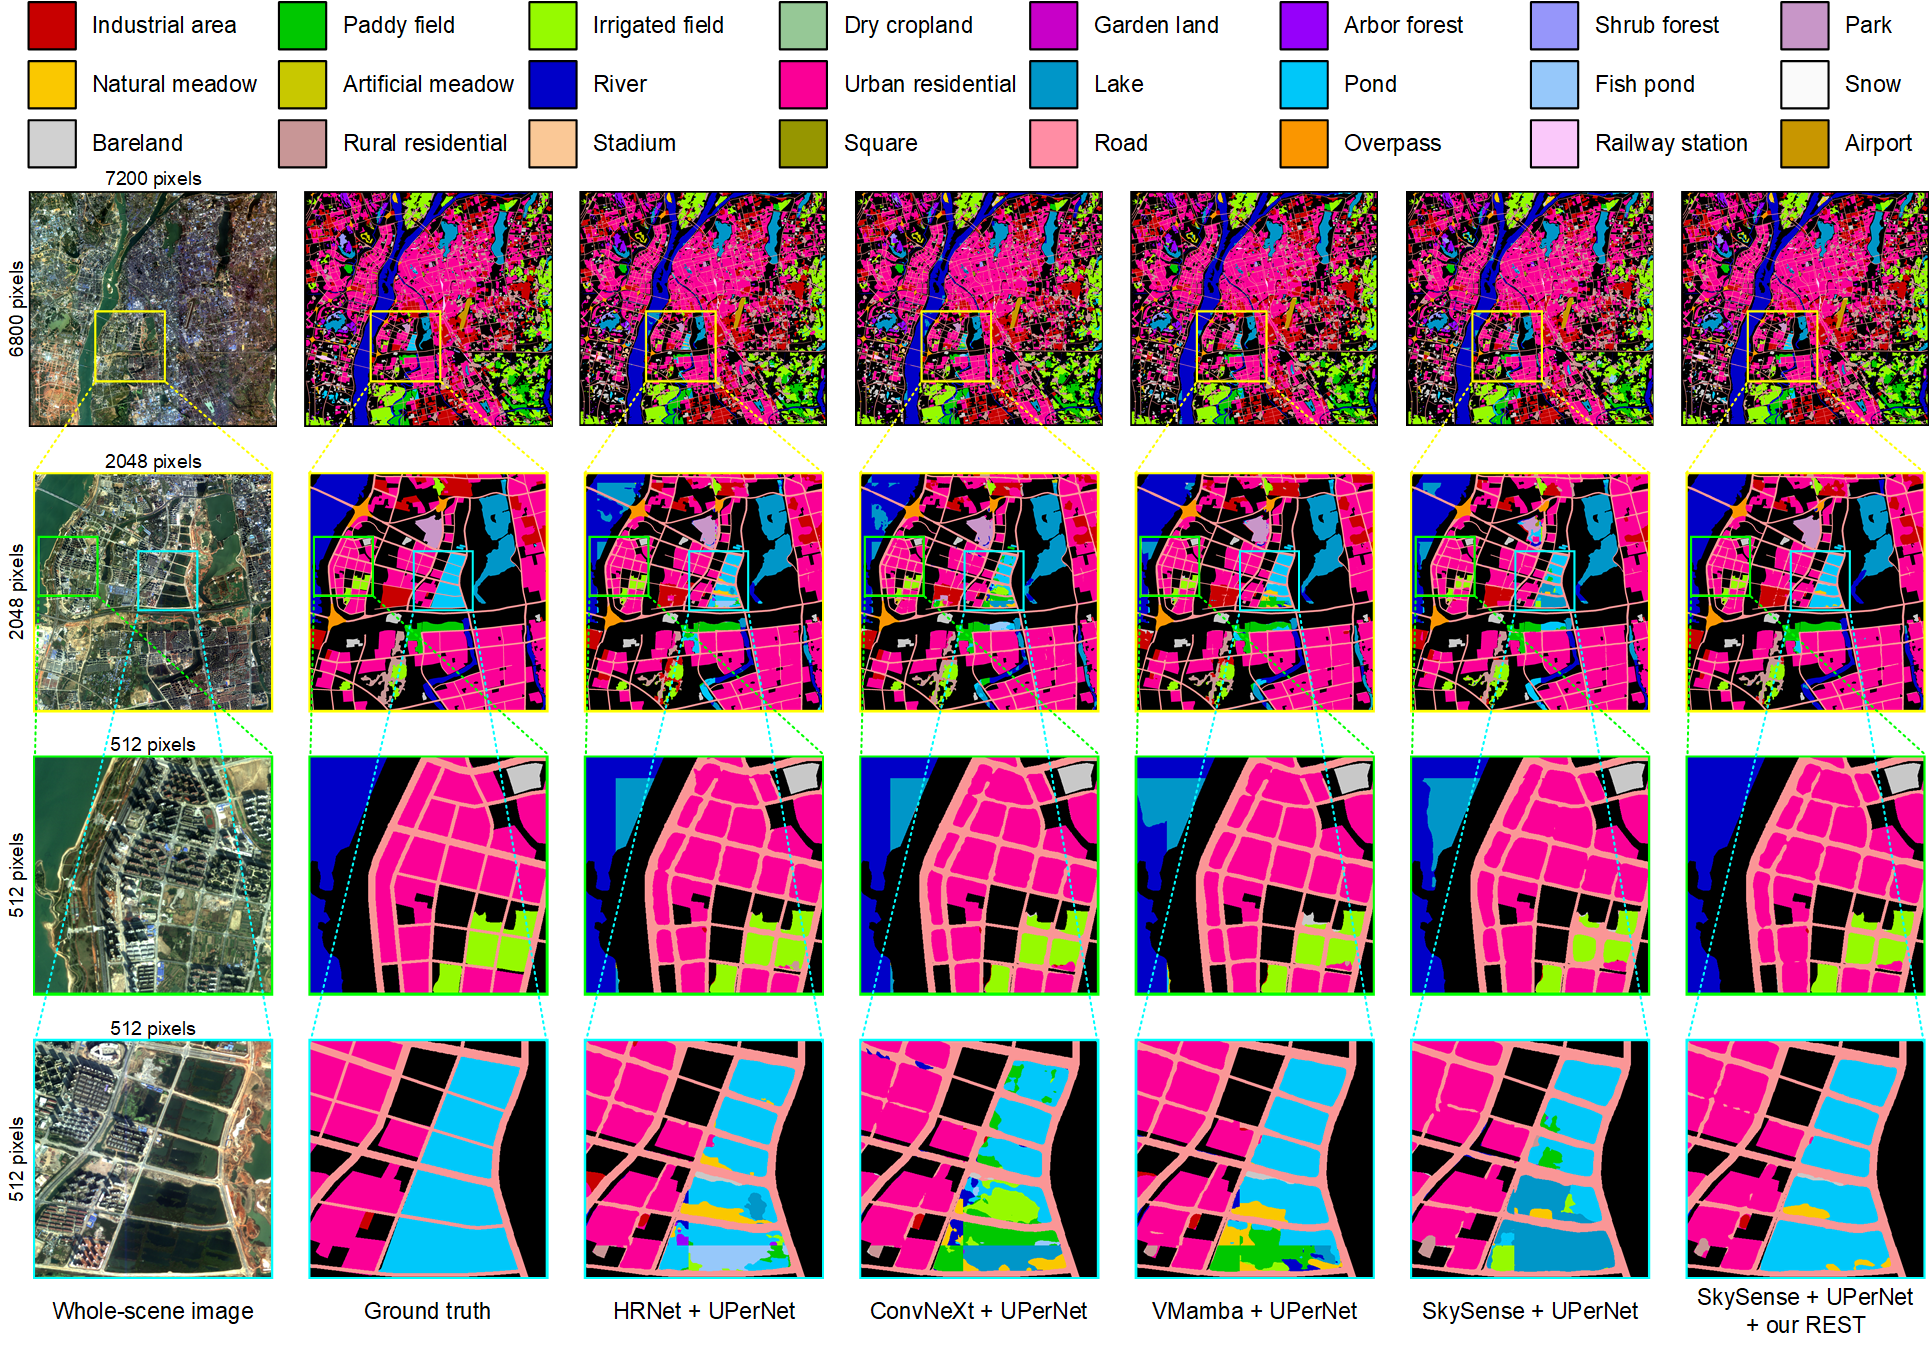 Industrial area
Paddy field
Irrigated field
Dry cropland
Garden land
Arbor forest
Shrub forest
Park
Natural meadow
Artificial meadow
River
Urban residential
Lake
Pond
Fish pond
Snow
Bareland
Rural residential
Stadium
Square
Road
Overpass
Railway station
Airport
7200 pixels
6800 pixels
2048 pixels
2048 pixels
512 pixels
512 pixels
512 pixels
512 pixels
Whole-scene image
Ground truth
HRNet + UPerNet
ConvNeXt + UPerNet
VMamba + UPerNet
SkySense + UPerNet
SkySense + UPerNet
+ our REST